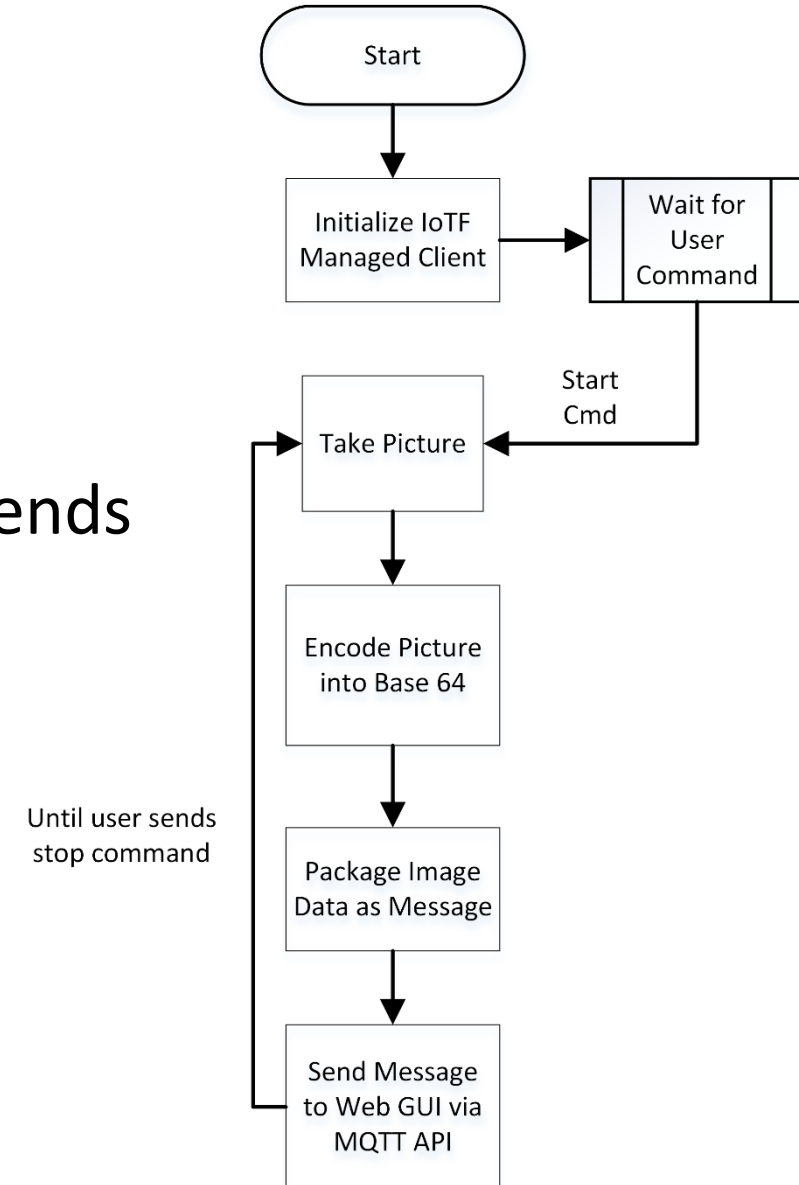 Start
Initialize IoTF
Managed Client
Wait for
User
Command
Start
Cmd
Take Picture
ends
Encode Picture
into Base 64
Until user sends
stop command
Package Image
Data as Message
Send Message
to Web GUI via
MQTT API